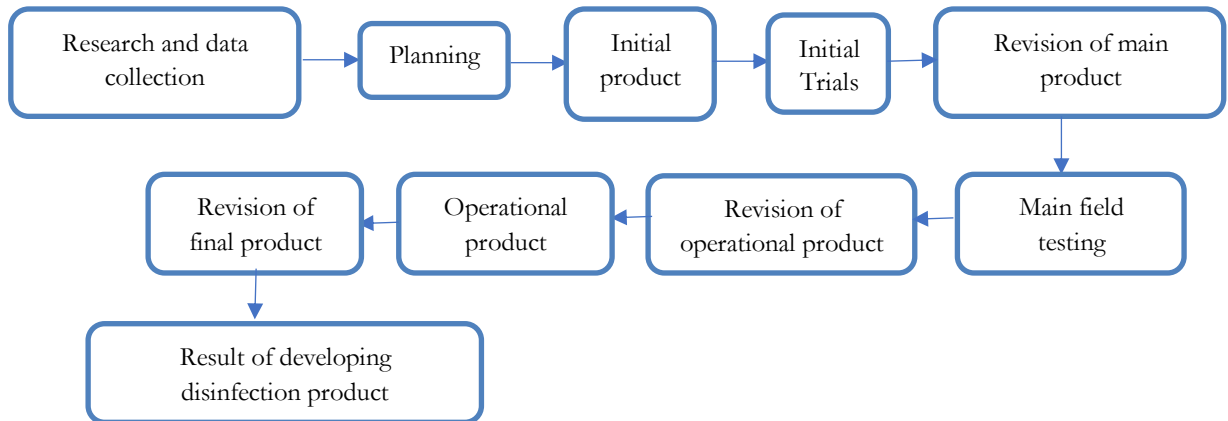 Research and data
collection
Planning
Initial
product
Initial
Trials
Revision of main
product
Main field
testing
Revision of
operational product
Operational
product
Revision of
final product
Result of developing
disinfection product